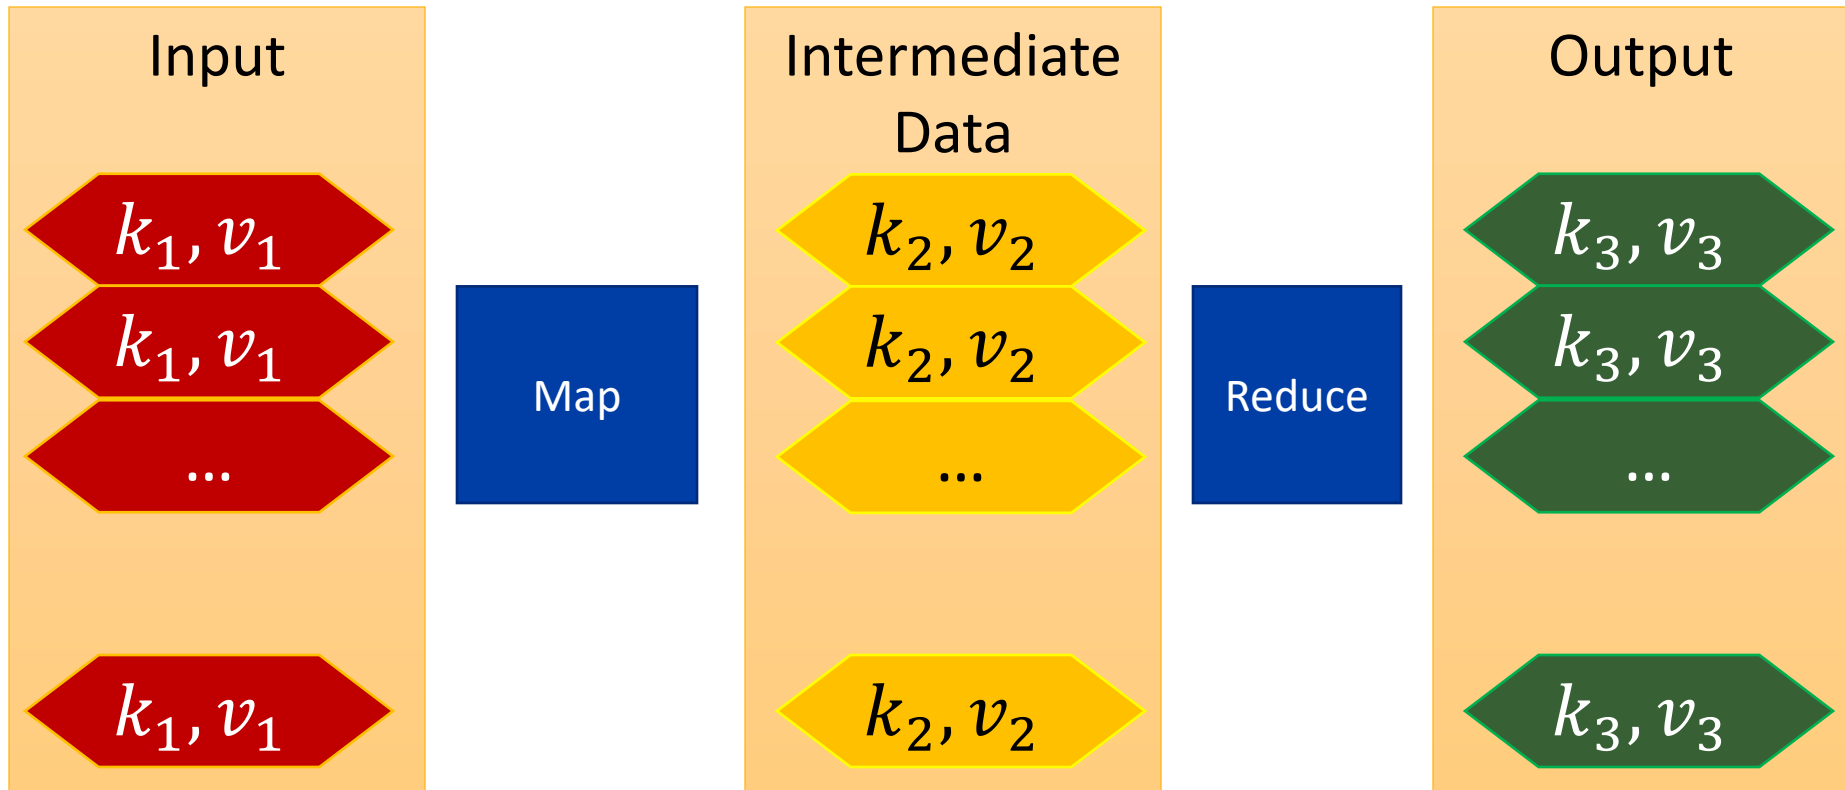 Input
k₁, v₁
k₁, v₁
...
k₁, v₁
Map
Intermediate
Data
k₂, v₂
k₂, v₂
...
k₂, v₂
Reduce
Output
k₃, v₃
k₃, v₃
...
k₃, v₃